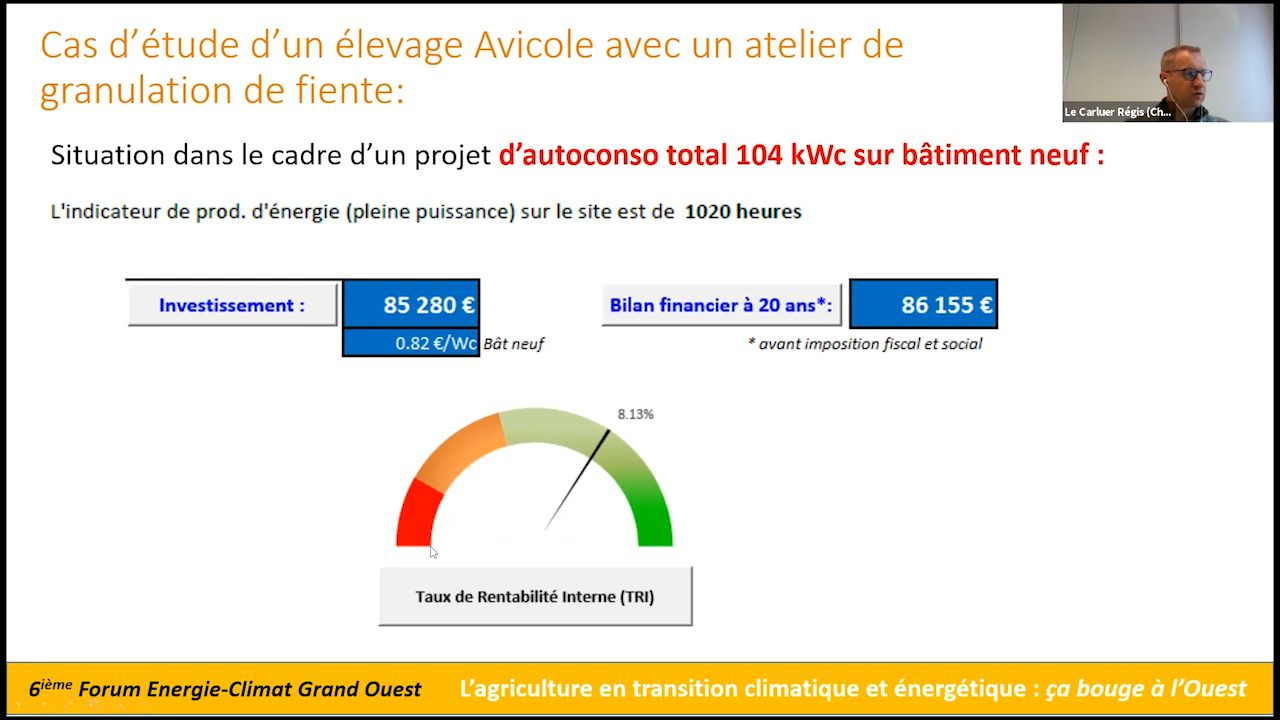 Cas d'étude d'un élevage Avicole avec un atelier de
granulation de fiente:
Le Carluer Régis (Ch...
Situation dans le cadre d'un projet d'autoconso total 104 kWc sur bâtiment neuf :
L'indicateur de prod. d'énergie (pleine puissance) sur le site est de 1020 heures
Investissement : 85 280 €
0.82 €/Wc Bât neuf
Bilan financier à 20 ans*: 86 155 €
* avant imposition fiscal et social
8.13%
Taux de Rentabilité Interne (TRI)
6ième Forum Energie-Climat Grand Ouest
L'agriculture en transition climatique et énergétique : ça bouge à l'Ouest